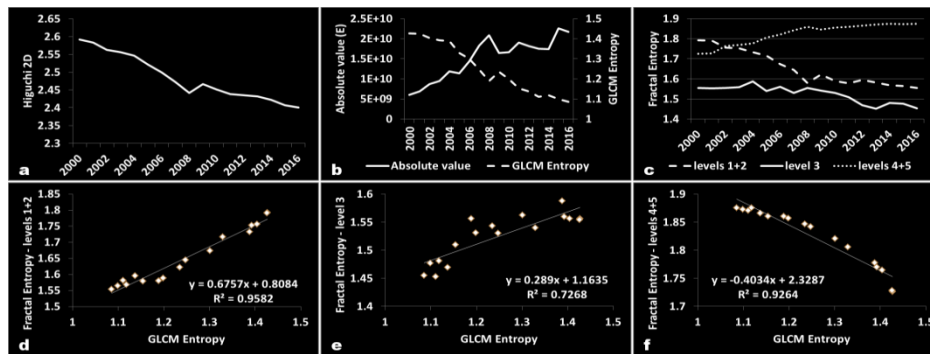 2.65
2.6
2.55
2.5
2.45
2.4
2.35
Higuchi 2D
2000
2002
2004
2006
2008
2010
2012
2014
2016
a
2.5E+10
2E+10
1.5E+10
1E+10
5E+09
0
Absolute value (E)
1.5
1.4
1.3
1.2
1.1
1
GLCM Entropy
2000
2002
2004
2006
2008
2010
2012
2014
2016
b
Absolute value
GLCM Entropy
1.9
1.8
1.7
1.6
1.5
1.4
Fractal Entropy
2000
2002
2004
2006
2008
2010
2012
2014
2016
c
levels 1+2
level 3
levels 4+5
1.85
1.8
1.75
1.7
1.65
1.6
1.55
1.5
Fractal Entropy - levels 1+2
y = 0.6757x + 0.8084
R² = 0.9582
1
1.1
1.2
1.3
1.4
1.5
d
GLCM Entropy
1.6
1.55
1.5
1.45
1.4
Fractal Entropy - level 3
y = 0.289x + 1.1635
R² = 0.7268
1
1.1
1.2
1.3
1.4
1.5
e
GLCM Entropy
1.9
1.85
1.8
1.75
1.7
Fractal Entropy - levels 4+5
y = -0.4034x + 2.3287
R² = 0.9264
1
1.1
1.2
1.3
1.4
1.5
f
GLCM Entropy